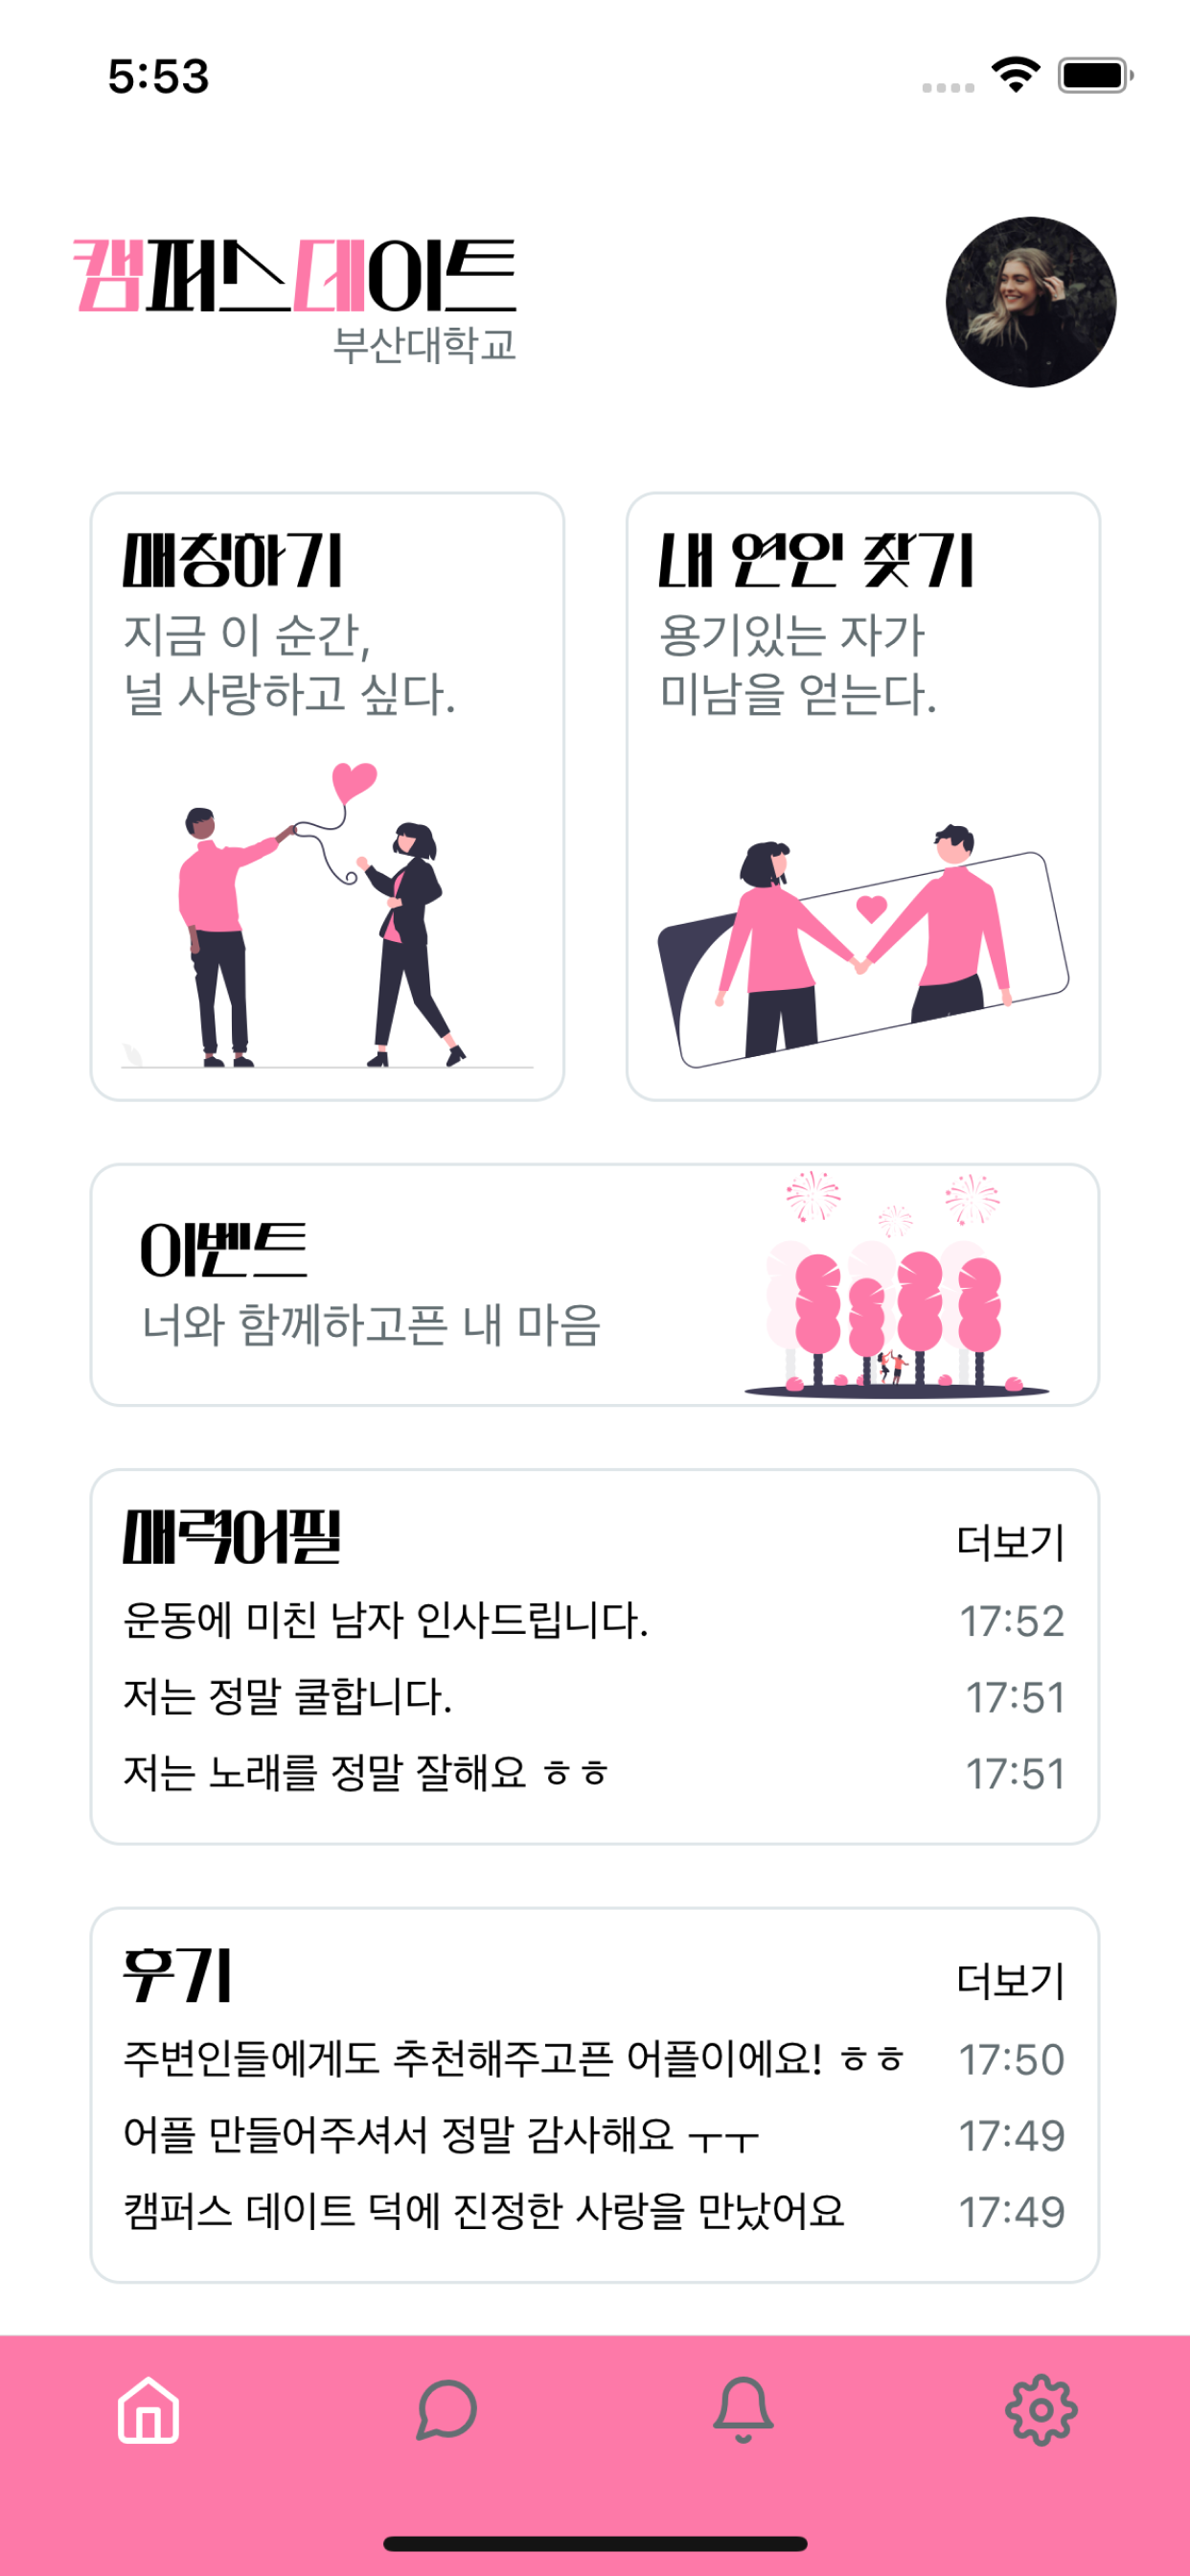 5:53
캠퍼스데이트
부산대학교
매칭하기
지금 이 순간,
널 사랑하고 싶다.
내 연인 찾기
용기있는 자가
미남을 얻는다.
이벤트
너와 함께하고픈 내 마음
매력어필
더보기
운동에 미친 남자 인사드립니다. 17:52
저는 정말 쿨합니다. 17:51
저는 노래를 정말 잘해요 ㅎㅎ 17:51
후기
더보기
주변인들에게도 추천해주고픈 어플이에요! ㅎㅎ 17:50
어플 만들어주셔서 정말 감사해요 ㅜㅜ 17:49
캠퍼스 데이트 덕에 진정한 사랑을 만났어요 17:49